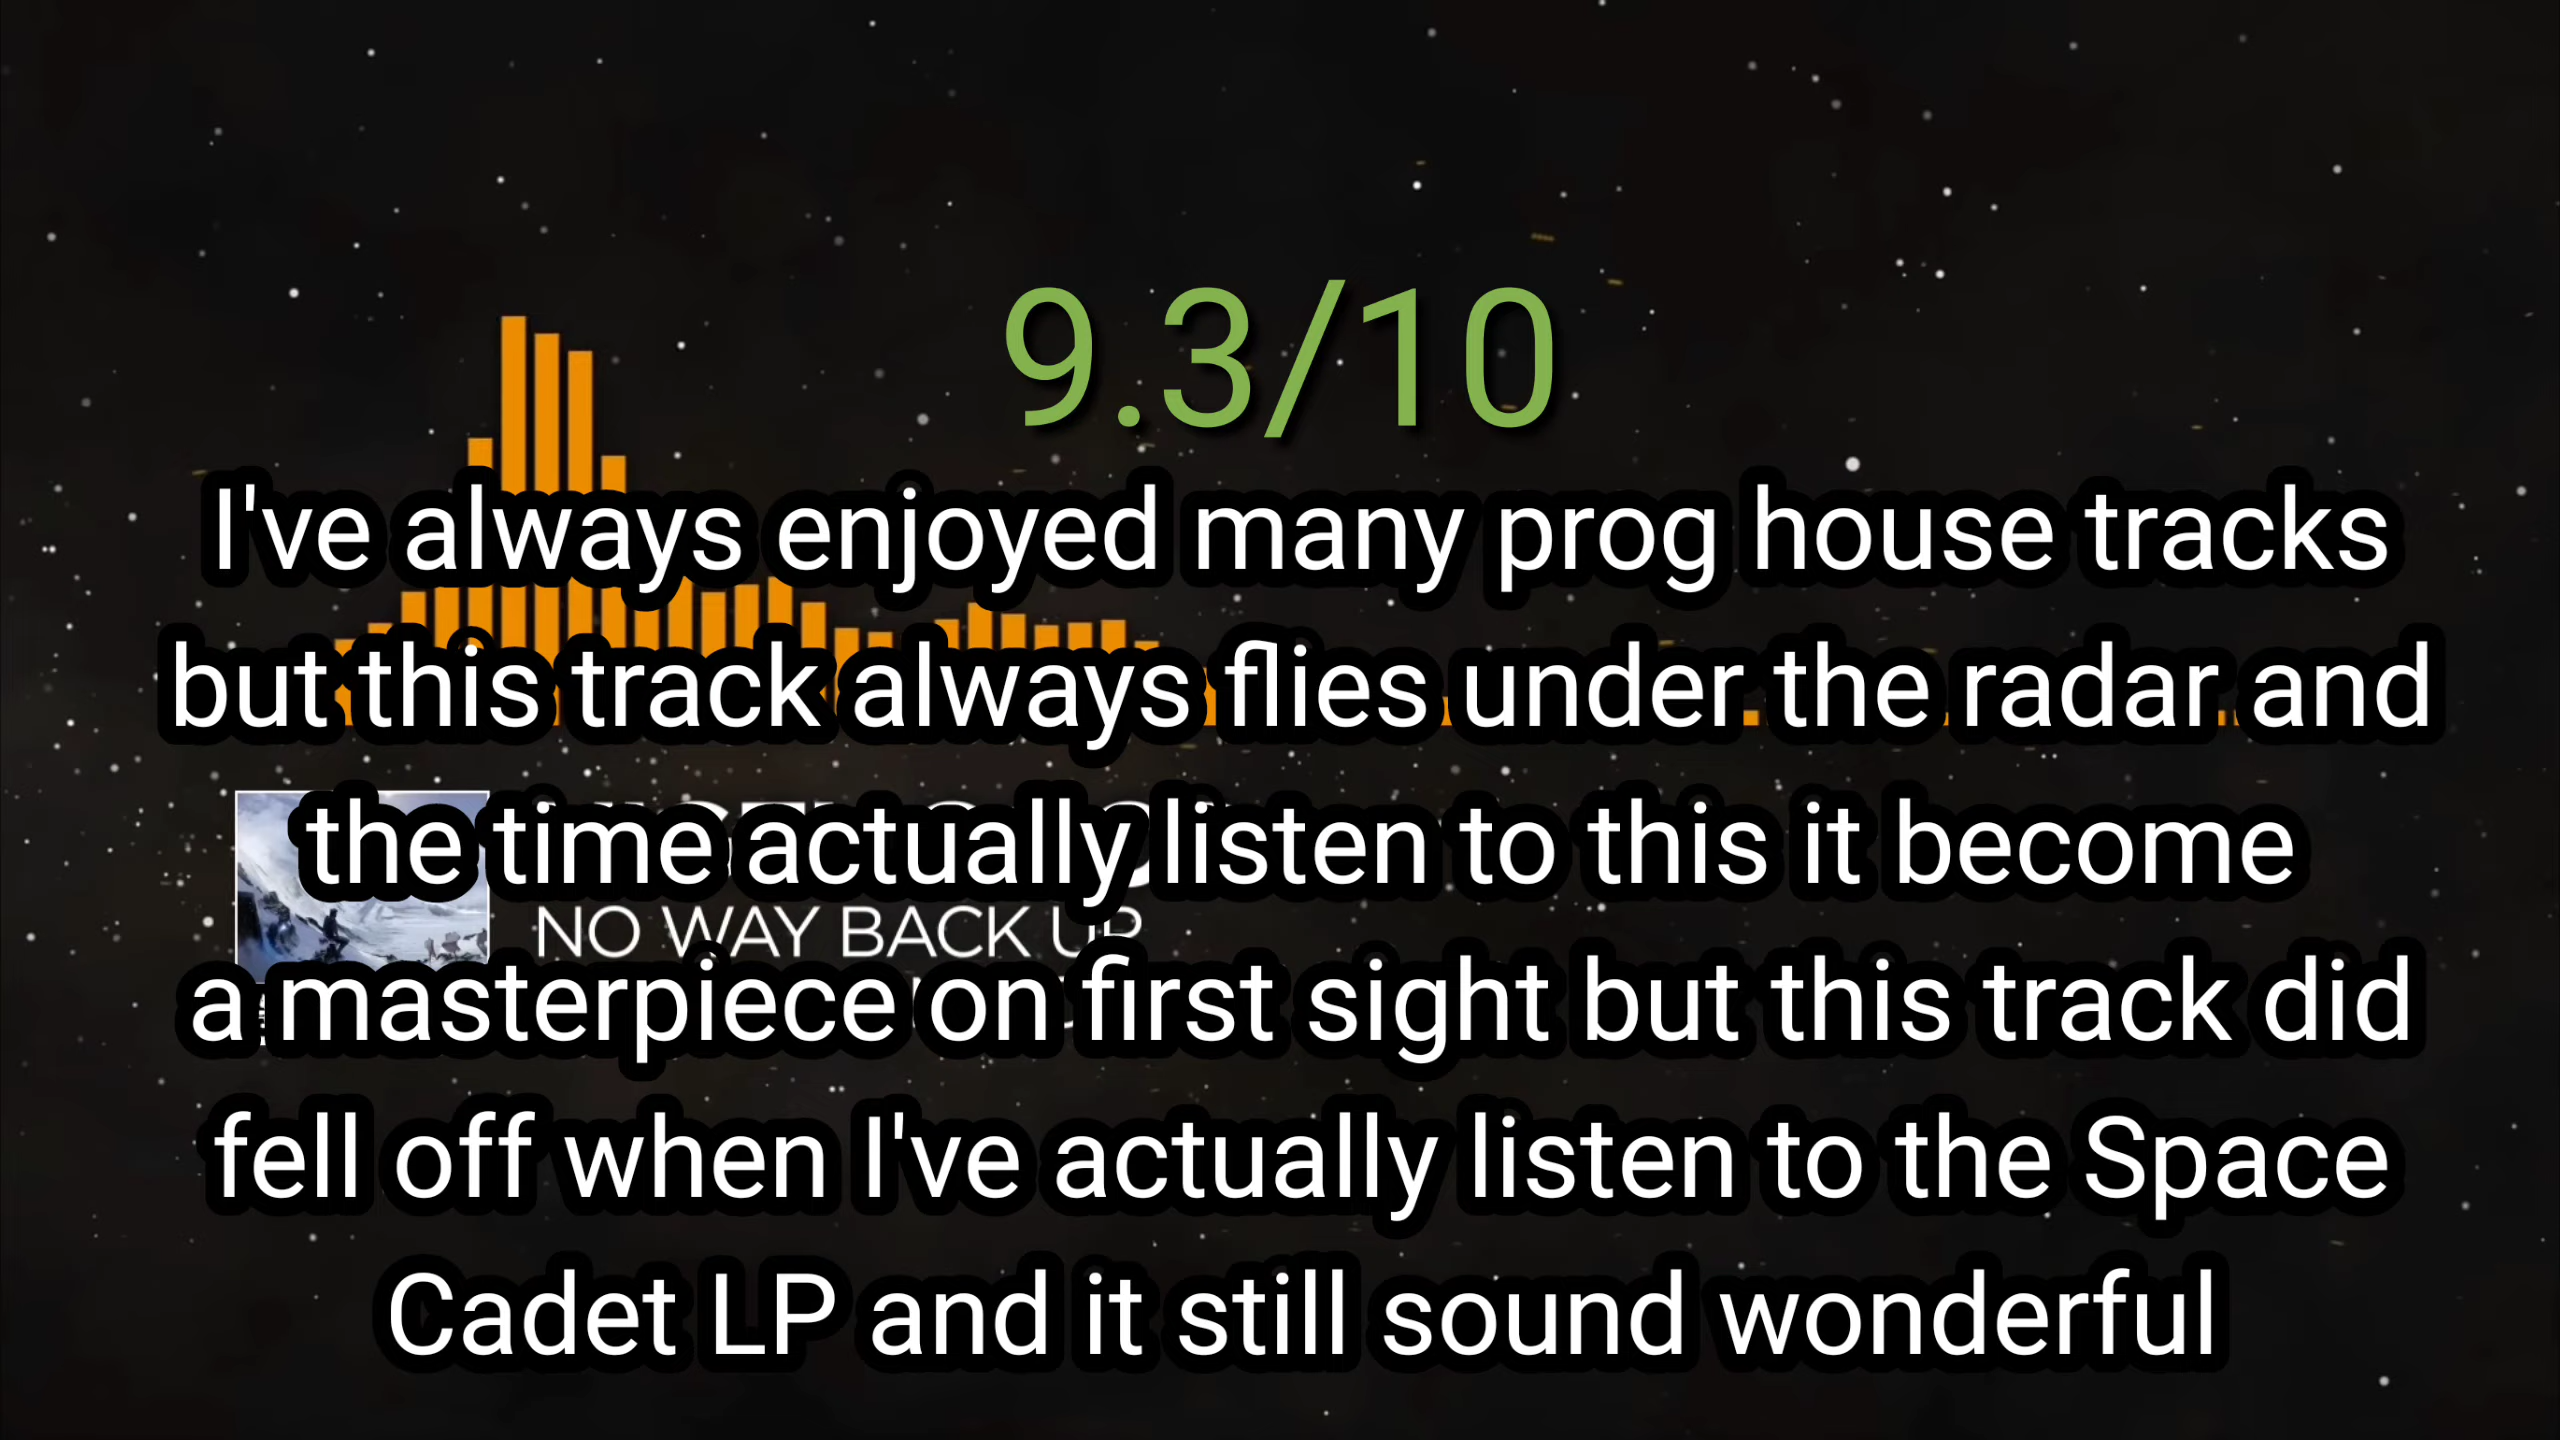 9.3/10
I've always enjoyed many prog house tracks
but this track always flies under the radar and
the time actually listen to this it become
NO WAY BACK UP
a masterpiece on first sight but this track did
fell off when I've actually listen to the Space
Cadet LP and it still sound wonderful